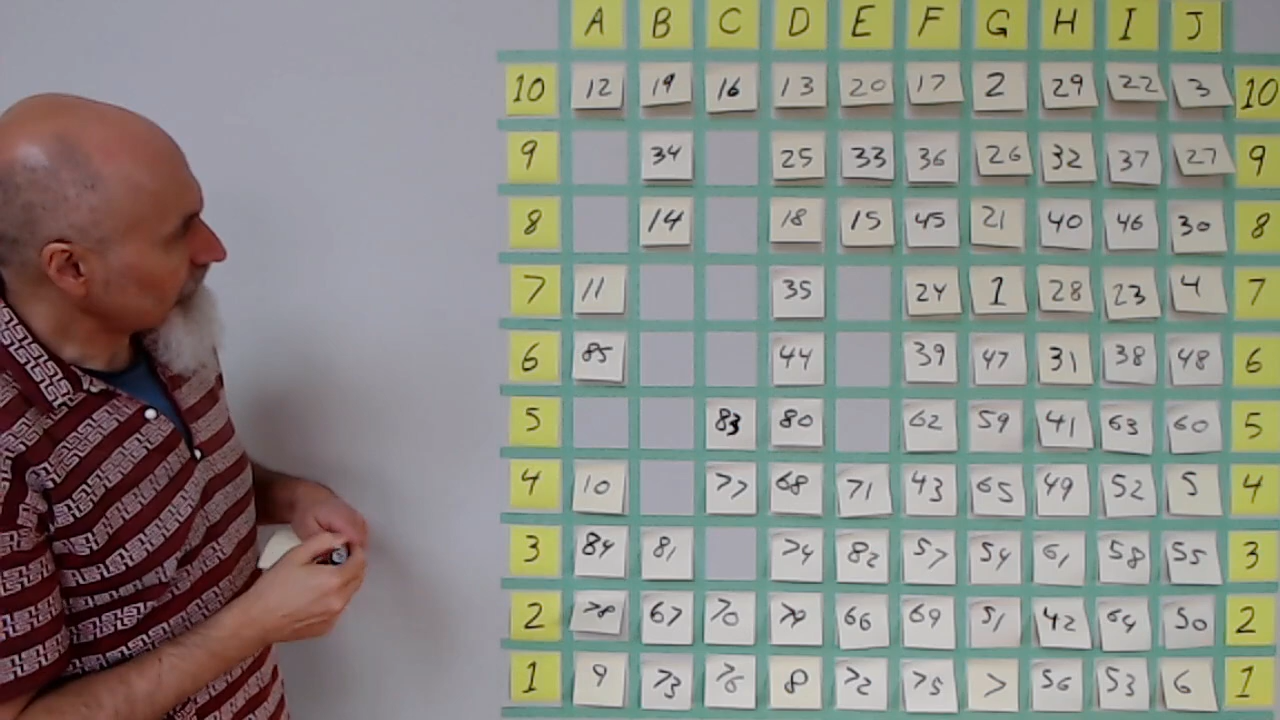 A B C D E F G H I J
10 12 19 16 13 20 17 2 29 22 3 10
9 34 25 33 36 26 32 37 27 9
8 14 18 15 45 21 40 46 30 8
7 11 35 24 1 28 23 4 7
6 85 44 39 47 31 38 48 6
5 83 80 62 59 41 63 60 5
4 10 77 68 71 43 65 49 52 5 4
3 84 81 74 82 57 54 61 58 55 3
2 78 67 70 79 66 69 51 42 64 50 2
1 9 73 76 8 72 75 7 56 53 6 1